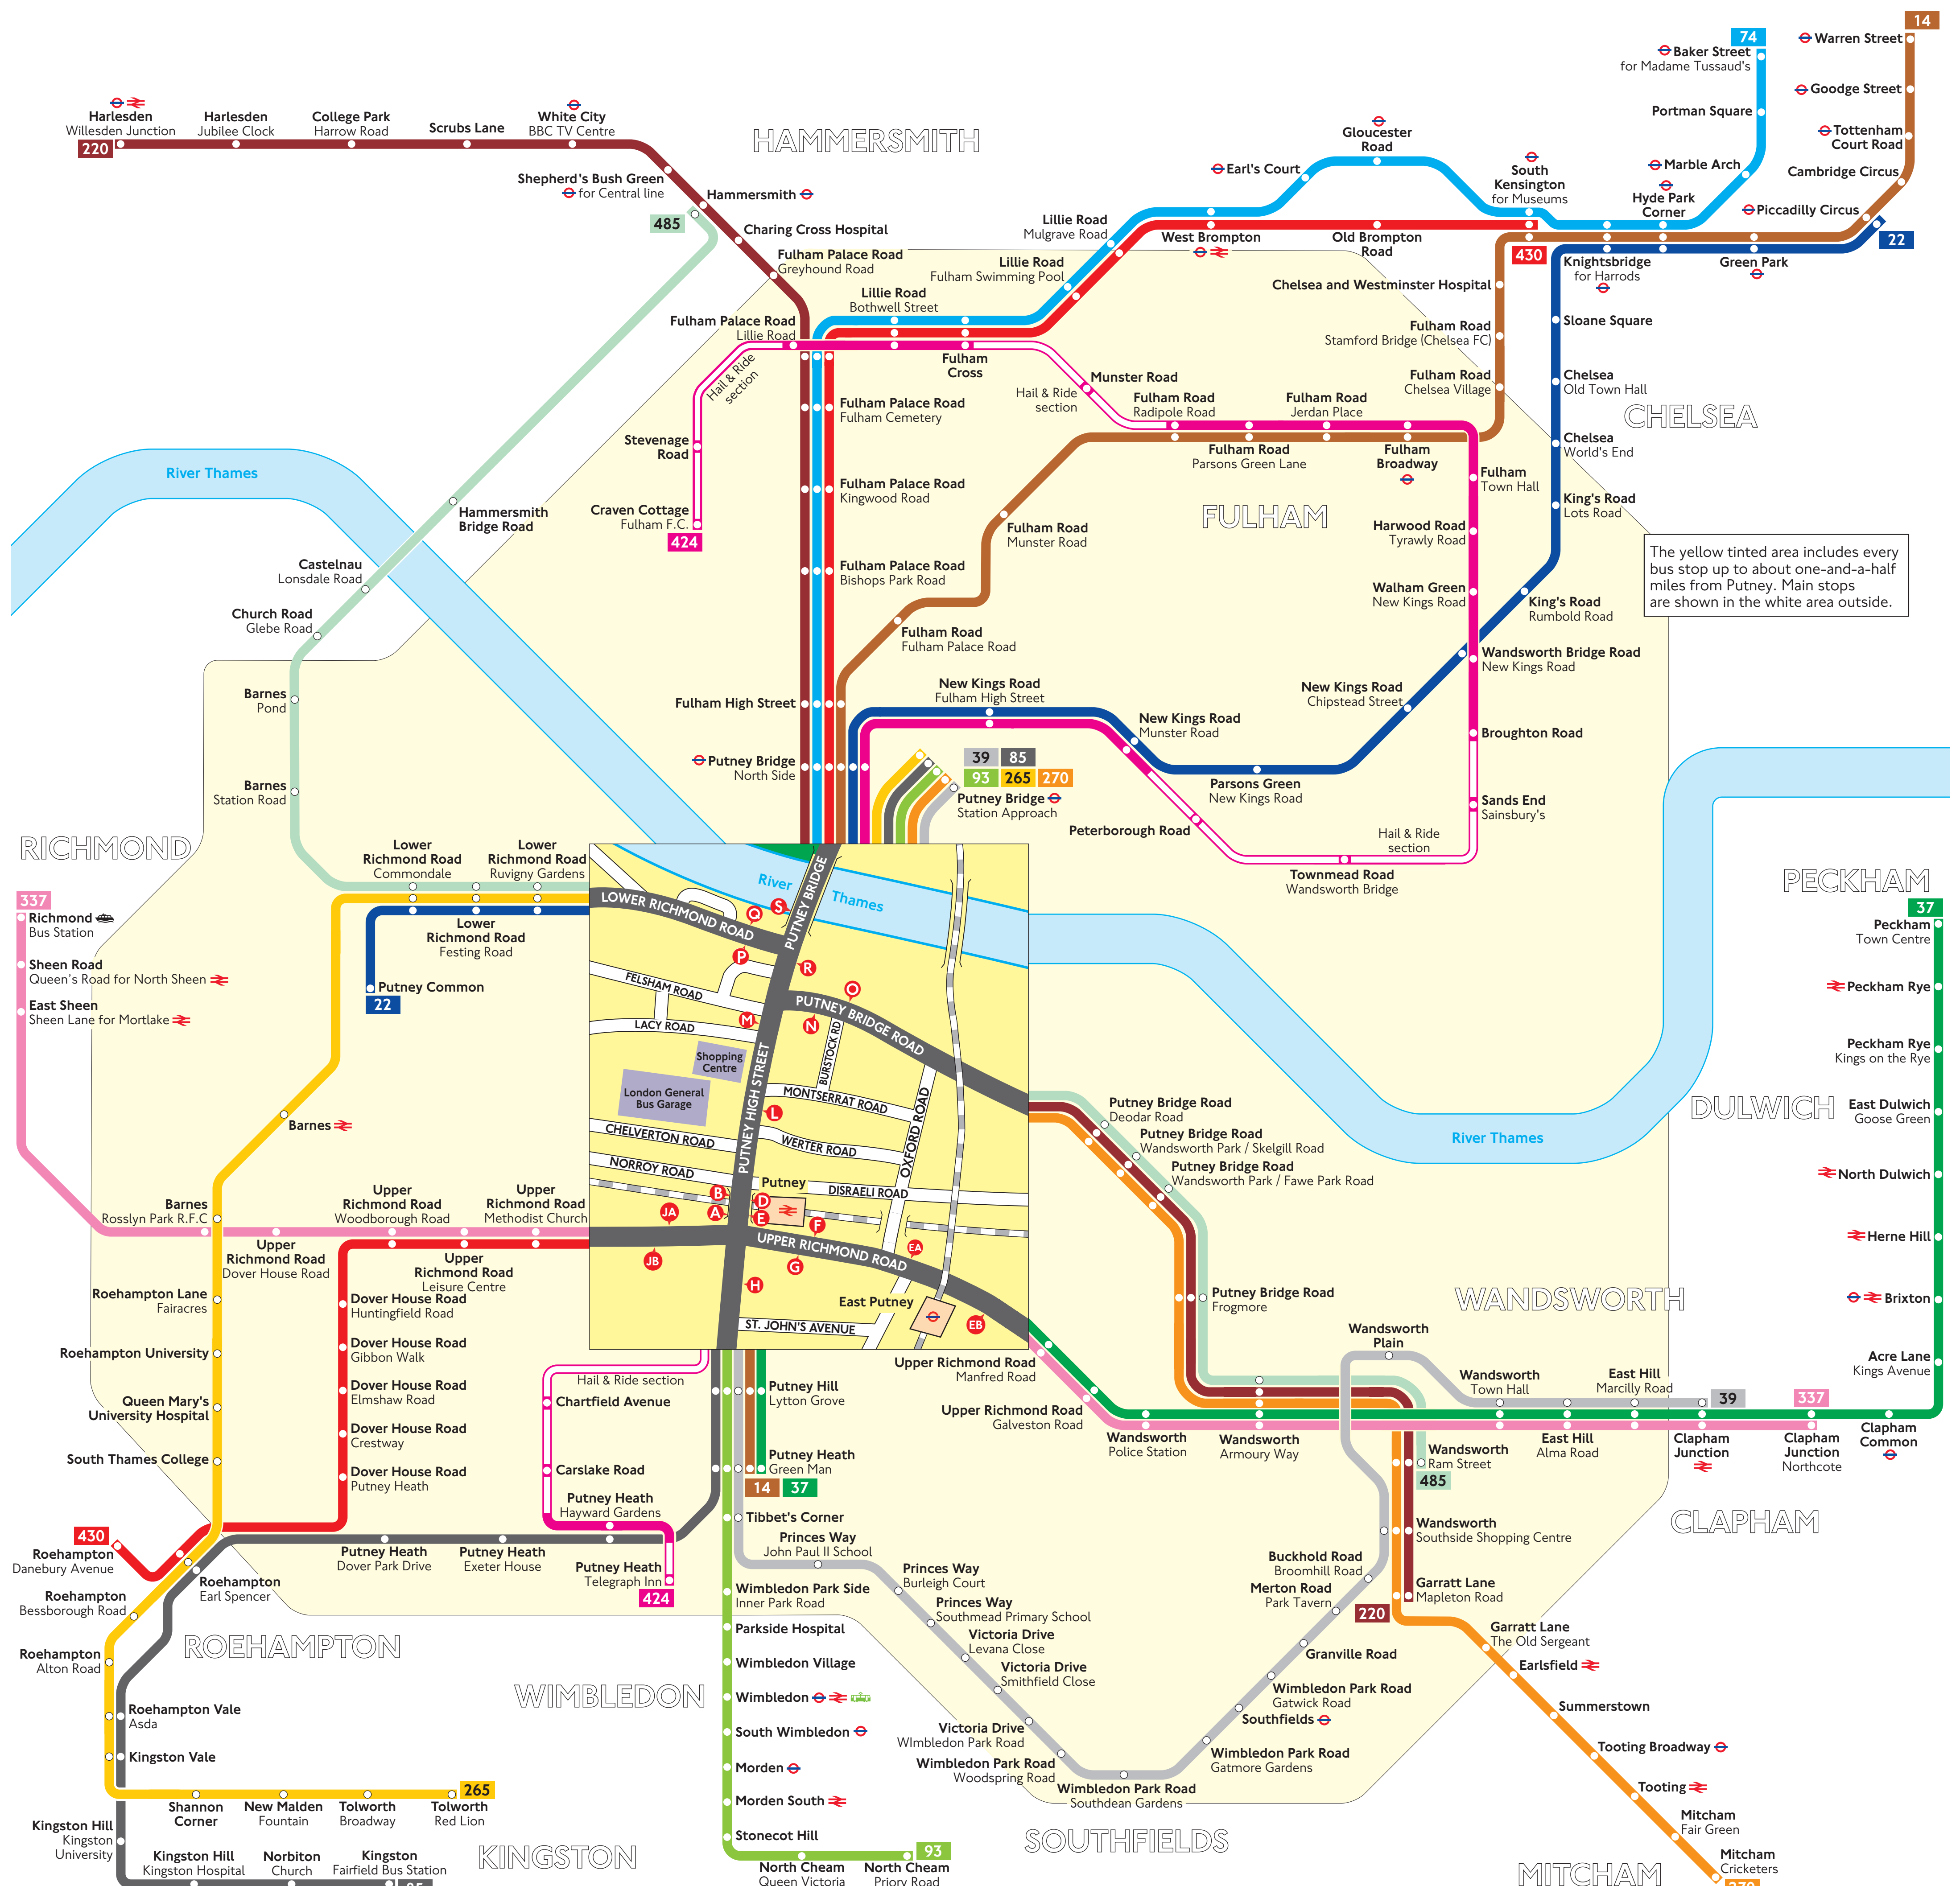 14
Warren Street
Goodge Street
Tottenham
Court Road
Cambridge Circus
Piccadilly Circus
22
74
Baker Street
for Madame Tussaud's
Portman Square
Marble Arch
Hyde Park
Corner
Knightsbridge
for Harrods
Green Park
Gloucester
Road
Earl's Court
South
Kensington
for Museums
430
West Brompton
Old Brompton
Road
Lillie Road
Mulgrave Road
Lillie Road
Fulham Swimming Pool
Lillie Road
Bothwell Street
HAMMERSMITH
Harlesden
Willesden Junction
220
Harlesden
Jubilee Clock
College Park
Harrow Road
Scrubs Lane
White City
BBC TV Centre
Shepherd's Bush Green
for Central line
Hammersmith
485
Charing Cross Hospital
Fulham Palace Road
Greyhound Road
Fulham Palace Road
Lillie Road
Hail & Ride
section
Stevenage
Road
Craven Cottage
Fulham F.C.
424
Fulham
Cross
Hail & Ride
section
Munster Road
Fulham Road
Radipole Road
Fulham Road
Jerdan Place
Fulham Road
Parsons Green Lane
Fulham
Broadway
Chelsea and Westminster Hospital
Fulham Road
Stamford Bridge (Chelsea FC)
Fulham Road
Chelsea Village
Sloane Square
Chelsea
Old Town Hall
CHELSEA
Chelsea
World's End
King's Road
Lots Road
King's Road
Rumbold Road
The yellow tinted area includes every
bus stop up to about one-and-a-half
miles from Putney. Main stops
are shown in the white area outside.
Fulham
Town Hall
FULHAM
Harwood Road
Tyrawly Road
Walham Green
New Kings Road
Wandsworth Bridge Road
New Kings Road
Broughton Road
Sands End
Sainsbury's
Hail & Ride
section
Townmead Road
Wandsworth Bridge
Peterborough Road
New Kings Road
Chipstead Street
Parsons Green
New Kings Road
New Kings Road
Munster Road
New Kings Road
Fulham High Street
Fulham Palace Road
Fulham Cemetery
Fulham Palace Road
Kingwood Road
Fulham Palace Road
Bishops Park Road
Fulham Road
Munster Road
Fulham Road
Fulham Palace Road
Fulham High Street
Putney Bridge
North Side
39
85
93
265
270
Putney Bridge
Station Approach
River Thames
Hammersmith
Bridge Road
Castelnau
Lonsdale Road
Church Road
Glebe Road
Barnes
Pond
Barnes
Station Road
Lower
Richmond Road
Commondale
Lower
Richmond Road
Ruvigny Gardens
Lower
Richmond Road
Festing Road
Putney Common
22
RICHMOND
337
Richmond
Bus Station
Sheen Road
Queen's Road for North Sheen
East Sheen
Sheen Lane for Mortlake
Barnes
Barnes
Rosslyn Park R.F.C
Upper
Richmond Road
Dover House Road
Upper
Richmond Road
Woodborough Road
Upper
Richmond Road
Leisure Centre
Upper
Richmond Road
Methodist Church
Roehampton Lane
Fairacres
Roehampton University
Queen Mary's
University Hospital
South Thames College
Dover House Road
Huntingfield Road
Dover House Road
Gibbon Walk
Dover House Road
Elmshaw Road
Dover House Road
Crestway
Dover House Road
Putney Heath
430
Roehampton
Danebury Avenue
Roehampton
Bessborough Road
Roehampton
Alton Road
Roehampton
Earl Spencer
ROEHAMPTON
Putney Heath
Dover Park Drive
Putney Heath
Exeter House
Putney Heath
Telegraph Inn
424
Putney Heath
Hayward Gardens
Carslake Road
Chartfield Avenue
Hail & Ride section
Roehampton Vale
Asda
Kingston Vale
265
Shannon
Corner
New Malden
Fountain
Tolworth
Broadway
Tolworth
Red Lion
Kingston Hill
Kingston
University
Kingston Hill
Kingston Hospital
Norbiton
Church
Kingston
Fairfield Bus Station
85
KINGSTON
River
Thames
PUTNEY BRIDGE
LOWER RICHMOND ROAD
Q
S
P
R
O
N
M
FELSHAM ROAD
LACY ROAD
PUTNEY BRIDGE ROAD
BURSTOCK RD
Shopping
Centre
London General
Bus Garage
PUTNEY HIGH STREET
L
MONTSERRAT ROAD
CHELVERTON ROAD
WERTER ROAD
OXFORD ROAD
NORROY ROAD
Putney
DISRAELI ROAD
B
A
D
E
F
JA
JB
G
H
EA
EB
UPPER RICHMOND ROAD
East Putney
ST. JOHN'S AVENUE
Putney Hill
Lytton Grove
Putney Heath
Green Man
14
37
Tibbet's Corner
Princes Way
John Paul II School
Princes Way
Burleigh Court
Princes Way
Southmead Primary School
Victoria Drive
Levana Close
Victoria Drive
Smithfield Close
Victoria Drive
WImbledon Park Road
Wimbledon Park Road
Woodspring Road
Wimbledon Park Road
Southdean Gardens
Wimbledon Park Road
Gatmore Gardens
Southfields
Wimbledon Park Road
Gatwick Road
Granville Road
Merton Road
Park Tavern
Buckhold Road
Broomhill Road
Wimbledon Park Side
Inner Park Road
Parkside Hospital
Wimbledon Village
Wimbledon
South Wimbledon
Morden
Morden South
Stonecot Hill
North Cheam
Queen Victoria
North Cheam
Priory Road
93
WIMBLEDON
SOUTHFIELDS
Putney Bridge Road
Deodar Road
Putney Bridge Road
Wandsworth Park / Skelgill Road
Putney Bridge Road
Wandsworth Park / Fawe Park Road
Putney Bridge Road
Frogmore
Upper Richmond Road
Manfred Road
Upper Richmond Road
Galveston Road
Wandsworth
Police Station
Wandsworth
Armoury Way
Wandsworth
Plain
Wandsworth
Town Hall
East Hill
Marcilly Road
39
East Hill
Alma Road
Clapham
Junction
337
Clapham
Junction
Northcote
Clapham
Common
Wandsworth
Ram Street
485
Wandsworth
Southside Shopping Centre
Garratt Lane
Mapleton Road
220
Garratt Lane
The Old Sergeant
Earlsfield
Summerstown
Tooting Broadway
Tooting
Mitcham
Fair Green
Mitcham
Cricketers
270
MITCHAM
CLAPHAM
WANDSWORTH
River Thames
DULWICH
PECKHAM
37
Peckham
Town Centre
Peckham Rye
Peckham Rye
Kings on the Rye
East Dulwich
Goose Green
North Dulwich
Herne Hill
Brixton
Acre Lane
Kings Avenue